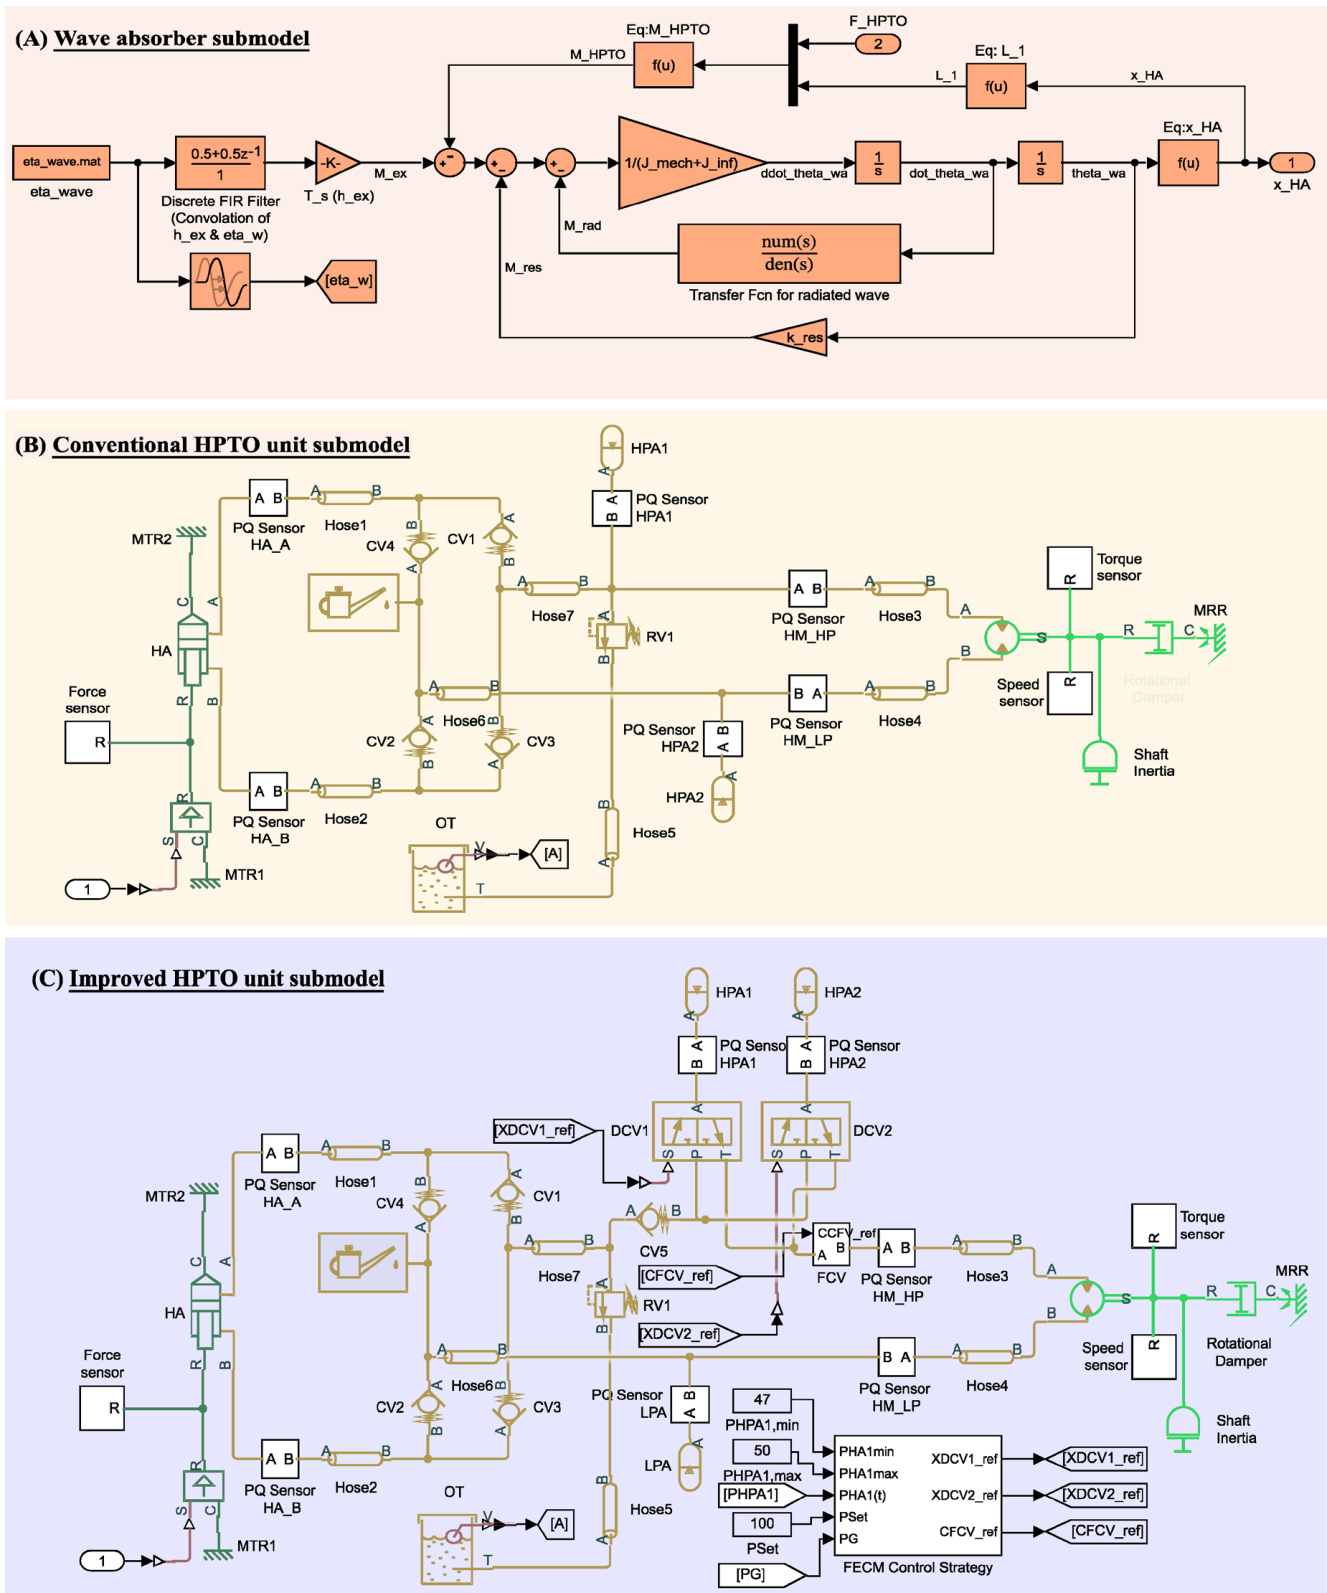 (A) Wave absorber submodel
Eq:M_HPTO
F_HPTO
M_HPTO
f(u)
2
Eq: L_1
L_1
f(u)
x_HA
eta_wave.mat
eta_wave
0.5+0.5z-1
1
Discrete FIR Filter
(Convolation of
h_ex & eta_w)
-K-
T_s (h_ex)
M_ex
1/(J_mech+J_inf)
ddot_theta_wa
1
s
dot_theta_wa
1
s
theta_wa
Eq:x_HA
f(u)
1
x_HA
M_rad
num(s)
den(s)
Transfer Fcn for radiated wave
M_res
[eta_w]
k_res
(B) Conventional HPTO unit submodel
HPA1
A
PQ Sensor
HPA1
B A
A B
PQ Sensor
HA_A
A
B
Hose1
MTR2
CV4
B
A
CV1
A
B
A
B
Hose7
A B
PQ Sensor
HM_HP
A
B
Hose3
Torque
sensor
R
A
B
S
R
C
MRR
Rotational
Damper
C
A
HA
R
B
A
B
RV1
Force
sensor
R
A
B
Hose6
B A
PQ Sensor
HM_LP
A
B
Hose4
Speed
sensor
R
Shaft
Inertia
CV2
A
B
CV3
B
A
PQ Sensor
HPA2
A B
A
HPA2
A B
PQ Sensor
HA_B
A
B
Hose2
R
S
C
MTR1
1
OT
V
[A]
T
B
A
Hose5
(C) Improved HPTO unit submodel
HPA1
A
PQ Senso
HPA1
B A
HPA2
A
PQ Sensor
HPA2
B A
[XDCV1_ref]
DCV1
A
S
P
T
DCV2
A
S
P
T
A B
PQ Sensor
HA_A
A
B
Hose1
MTR2
CV4
B
A
CV1
A
B
A
B
CV5
A
B
Hose7
CCFV_ref
A
B
FCV
A B
PQ Sensor
HM_HP
A
B
Hose3
Torque
sensor
R
[CFCV_ref]
[XDCV2_ref]
A
B
RV1
C
A
HA
R
B
A
B
S
R
C
MRR
Rotational
Damper
Force
sensor
R
A
B
Hose6
B A
PQ Sensor
HM_LP
A
B
Hose4
Speed
sensor
R
Shaft
Inertia
CV2
A
B
CV3
B
A
PQ Sensor
LPA
A B
A
LPA
47
PHPA1,min
50
PHPA1,max
[PHPA1]
100
PSet
[PG]
PHA1min
PHA1max
PHA1(t)
PSet
PG
XDCV1_ref
XDCV2_ref
CFCV_ref
FECM Control Strategy
[XDCV1_ref]
[XDCV2_ref]
[CFCV_ref]
A B
PQ Sensor
HA_B
A
B
Hose2
R
S
C
MTR1
1
OT
V
[A]
T
B
A
Hose5